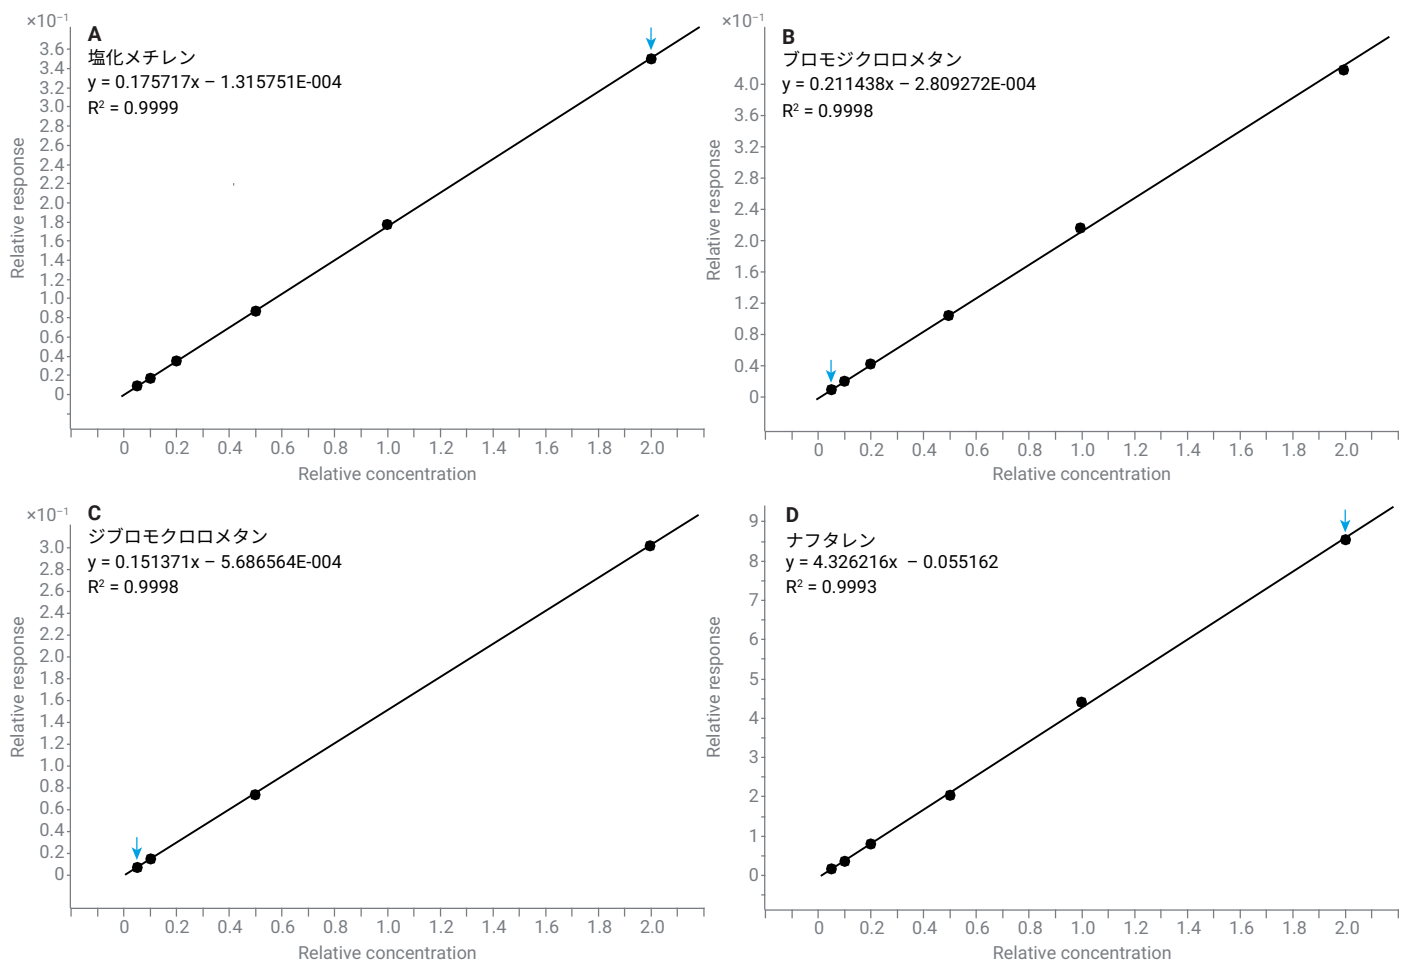 ×10⁻¹
A
塩化メチレン
y = 0.175717x – 1.315751E-004
R² = 0.9999
3.6
3.4
3.2
3.0
2.8
2.6
2.4
2.2
2.0
1.8
1.6
1.4
1.2
1.0
0.8
0.6
0.4
0.2
0
Relative response
0 0.2 0.4 0.6 0.8 1.0 1.2 1.4 1.6 1.8 2.0
Relative concentration
×10⁻¹
B
ブロモジクロロメタン
y = 0.211438x – 2.809272E-004
R² = 0.9998
4.0
3.6
3.2
2.8
2.4
2.0
1.6
1.2
0.8
0.4
0
Relative response
0 0.2 0.4 0.6 0.8 1.0 1.2 1.4 1.6 1.8 2.0
Relative concentration
×10⁻¹
C
ジブロモクロロメタン
y = 0.151371x – 5.686564E-004
R² = 0.9998
3.0
2.8
2.6
2.4
2.2
2.0
1.8
1.6
1.4
1.2
1.0
0.8
0.6
0.4
0.2
0
Relative response
0 0.2 0.4 0.6 0.8 1.0 1.2 1.4 1.6 1.8 2.0
Relative concentration
D
ナフタレン
y = 4.326216x – 0.055162
R² = 0.9993
9
8
7
6
5
4
3
2
1
0
Relative response
0 0.2 0.4 0.6 0.8 1.0 1.2 1.4 1.6 1.8 2.0
Relative concentration